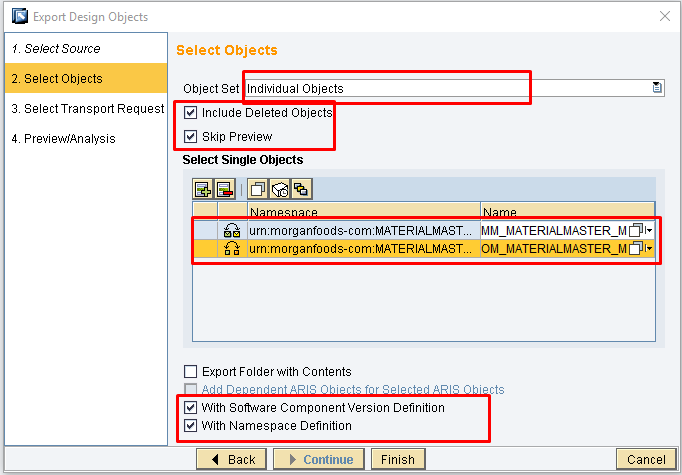 Export Design Objects
1. Select Source
2. Select Objects
3. Select Transport Request
4. Preview/Analysis
Select Objects
Object Set Individual Objects
Include Deleted Objects
Skip Preview
Select Single Objects
Namespace Name
urn:morganfoods-com:MATERIALMAST... MM_MATERIALMASTER_M
urn:morganfoods-com:MATERIALMAST... OM_MATERIALMASTER_M
Export Folder with Contents
Add Dependent ARIS Objects for Selected ARIS Objects
With Software Component Version Definition
With Namespace Definition
Back Continue Finish Cancel